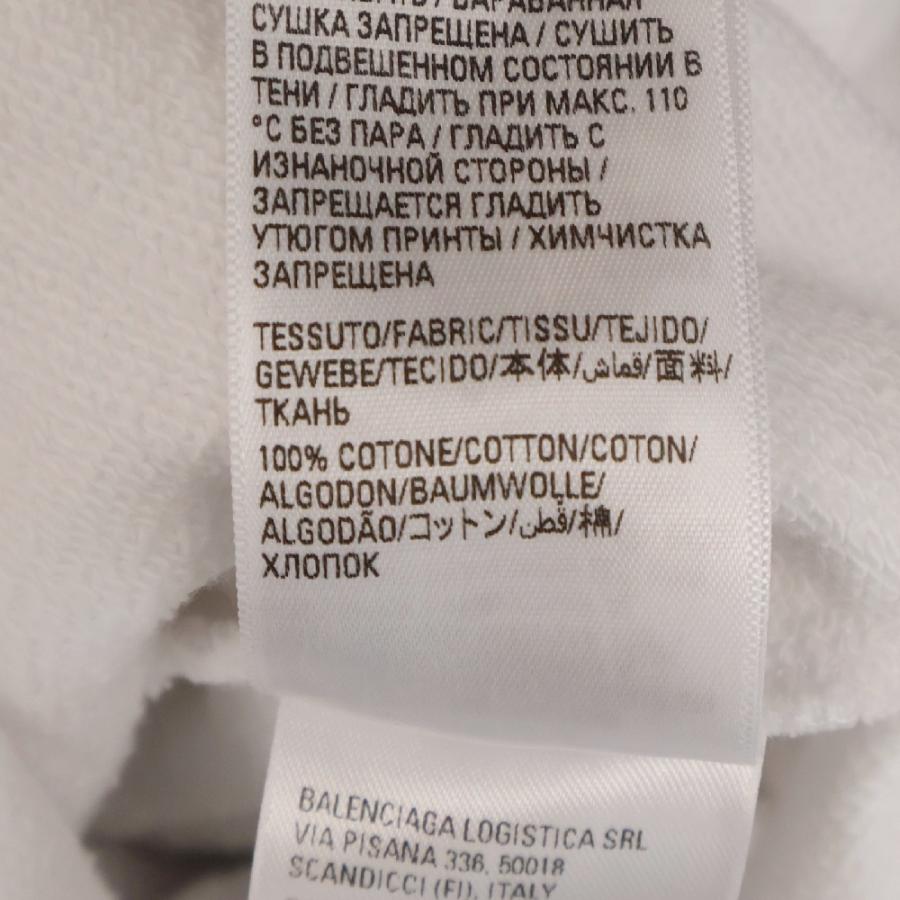 БАРАБАННАЯ
СУШКА ЗАПРЕЩЕНА / СУШИТЬ
В ПОДВЕШЕННОМ СОСТОЯНИИ В
ТЕНИ / ГЛАДИТЬ ПРИ МАКС. 110
°C БЕЗ ПАРА / ГЛАДИТЬ С
ИЗНАНОЧНОЙ СТОРОНЫ /
ЗАПРЕЩАЕТСЯ ГЛАДИТЬ
УТЮГОМ ПРИНТЫ / ХИМЧИСТКА
ЗАПРЕЩЕНА
TESSUTO/FABRIC/TISSU/TEJIDO/
GEWEBE/TECIDO/本体/قماش/面料/
ТКАНЬ
100% COTONE/COTTON/COTON/
ALGODON/BAUMWOLLE/
ALGODÃO/コットン/قطن/棉/
ХЛОПОК
BALENCIAGA LOGISTICA SRL
VIA PISANA 336, 50018
SCANDICCI (FI), ITALY